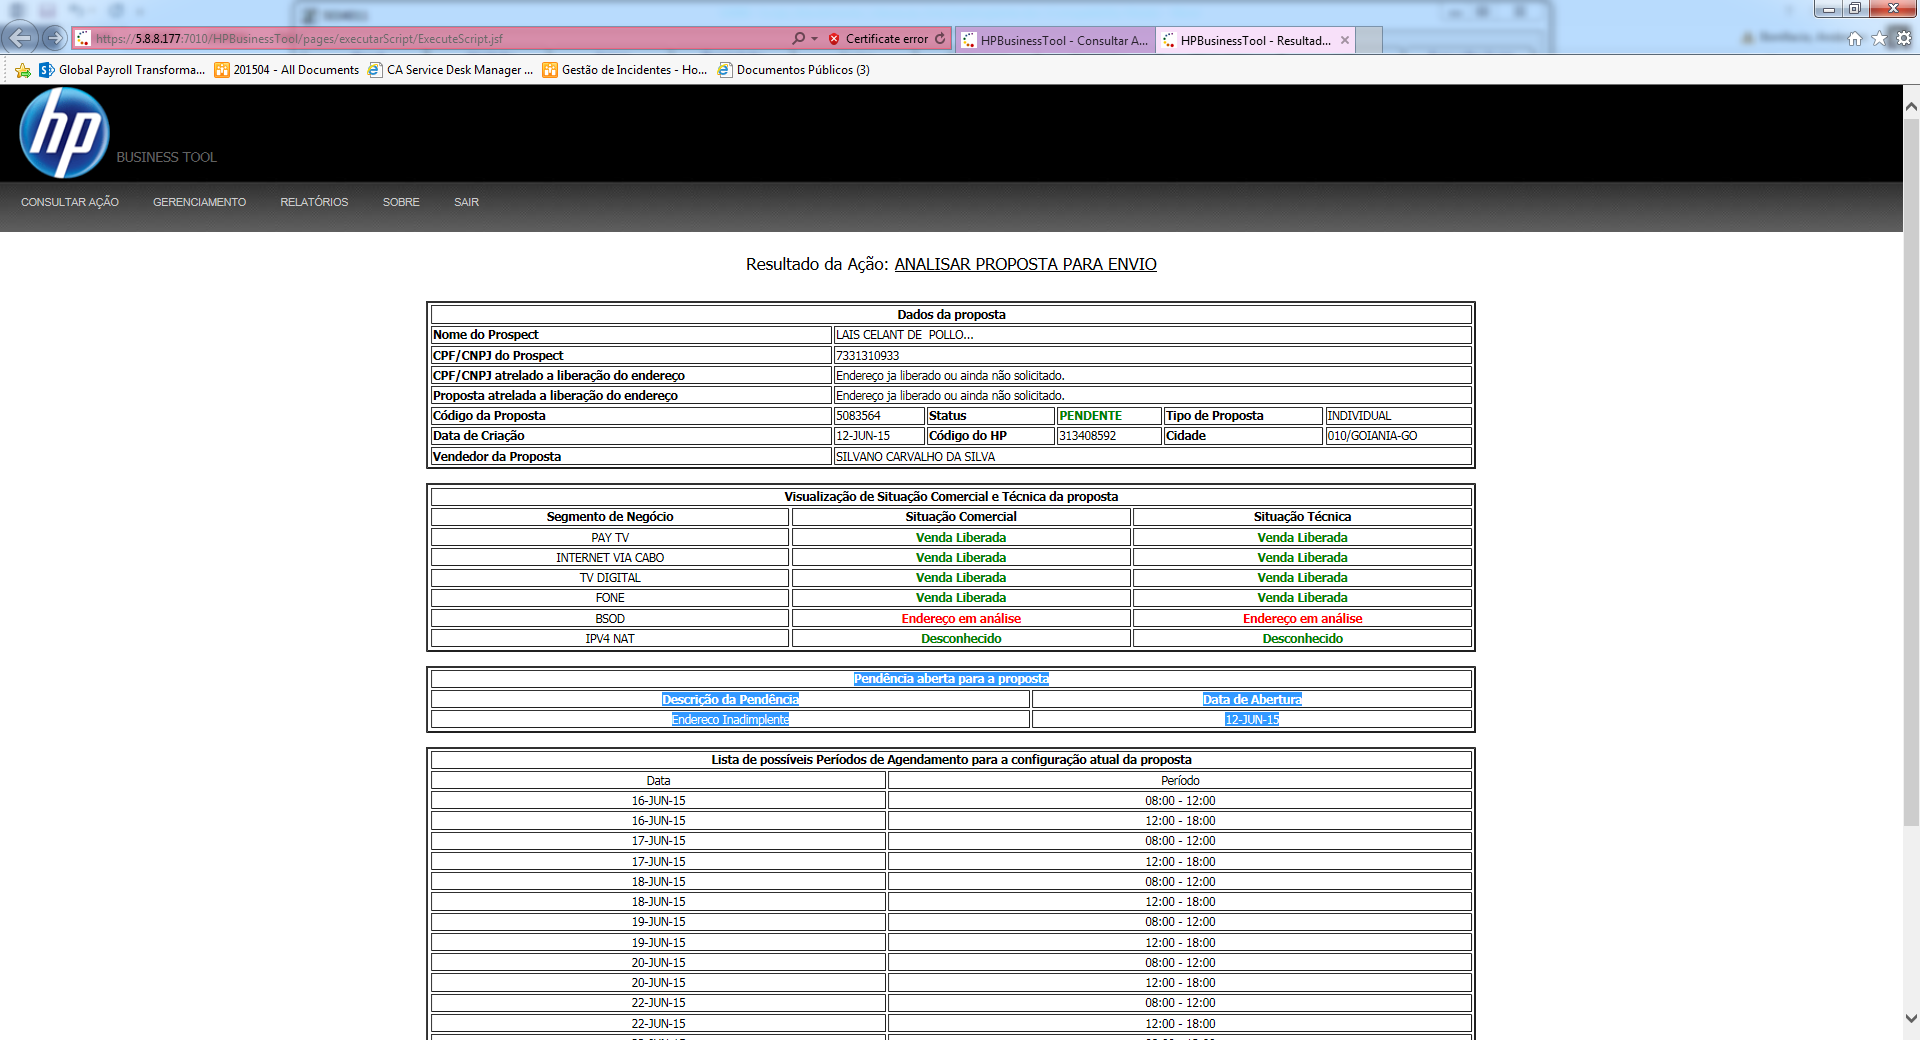 https://5.8.8.177:7010/HPBusinessTool/pages/executarScript/ExecuteScript.jsf
Certificate error
HPBusinessTool - Consultar A...
HPBusinessTool - Resultad...
Global Payroll Transforma...
201504 - All Documents
CA Service Desk Manager ...
Gestão de Incidentes - Ho...
Documentos Públicos (3)
hp
BUSINESS TOOL
CONSULTAR AÇÃO GERENCIAMENTO RELATÓRIOS SOBRE SAIR
Resultado da Ação: ANALISAR PROPOSTA PARA ENVIO
Dados da proposta
Nome do Prospect LAIS CELANT DE  POLLO...
CPF/CNPJ do Prospect 7331310933
CPF/CNPJ atrelado a liberação do endereço Endereço ja liberado ou ainda não solicitado.
Proposta atrelada a liberação do endereço Endereço ja liberado ou ainda não solicitado.
Código da Proposta 5083564 Status PENDENTE Tipo de Proposta INDIVIDUAL
Data de Criação 12-JUN-15 Código do HP 313408592 Cidade 010/GOIANIA-GO
Vendedor da Proposta SILVANO CARVALHO DA SILVA
Visualização de Situação Comercial e Técnica da proposta
Segmento de Negócio Situação Comercial Situação Técnica
PAY TV Venda Liberada Venda Liberada
INTERNET VIA CABO Venda Liberada Venda Liberada
TV DIGITAL Venda Liberada Venda Liberada
FONE Venda Liberada Venda Liberada
BSOD Endereço em análise Endereço em análise
IPV4 NAT Desconhecido Desconhecido
Pendência aberta para a proposta
Descrição da Pendência Data de Abertura
Endereco Inadimplente 12-JUN-15
Lista de possíveis Períodos de Agendamento para a configuração atual da proposta
Data Período
16-JUN-15 08:00 - 12:00
16-JUN-15 12:00 - 18:00
17-JUN-15 08:00 - 12:00
17-JUN-15 12:00 - 18:00
18-JUN-15 08:00 - 12:00
18-JUN-15 12:00 - 18:00
19-JUN-15 08:00 - 12:00
19-JUN-15 12:00 - 18:00
20-JUN-15 08:00 - 12:00
20-JUN-15 12:00 - 18:00
22-JUN-15 08:00 - 12:00
22-JUN-15 12:00 - 18:00